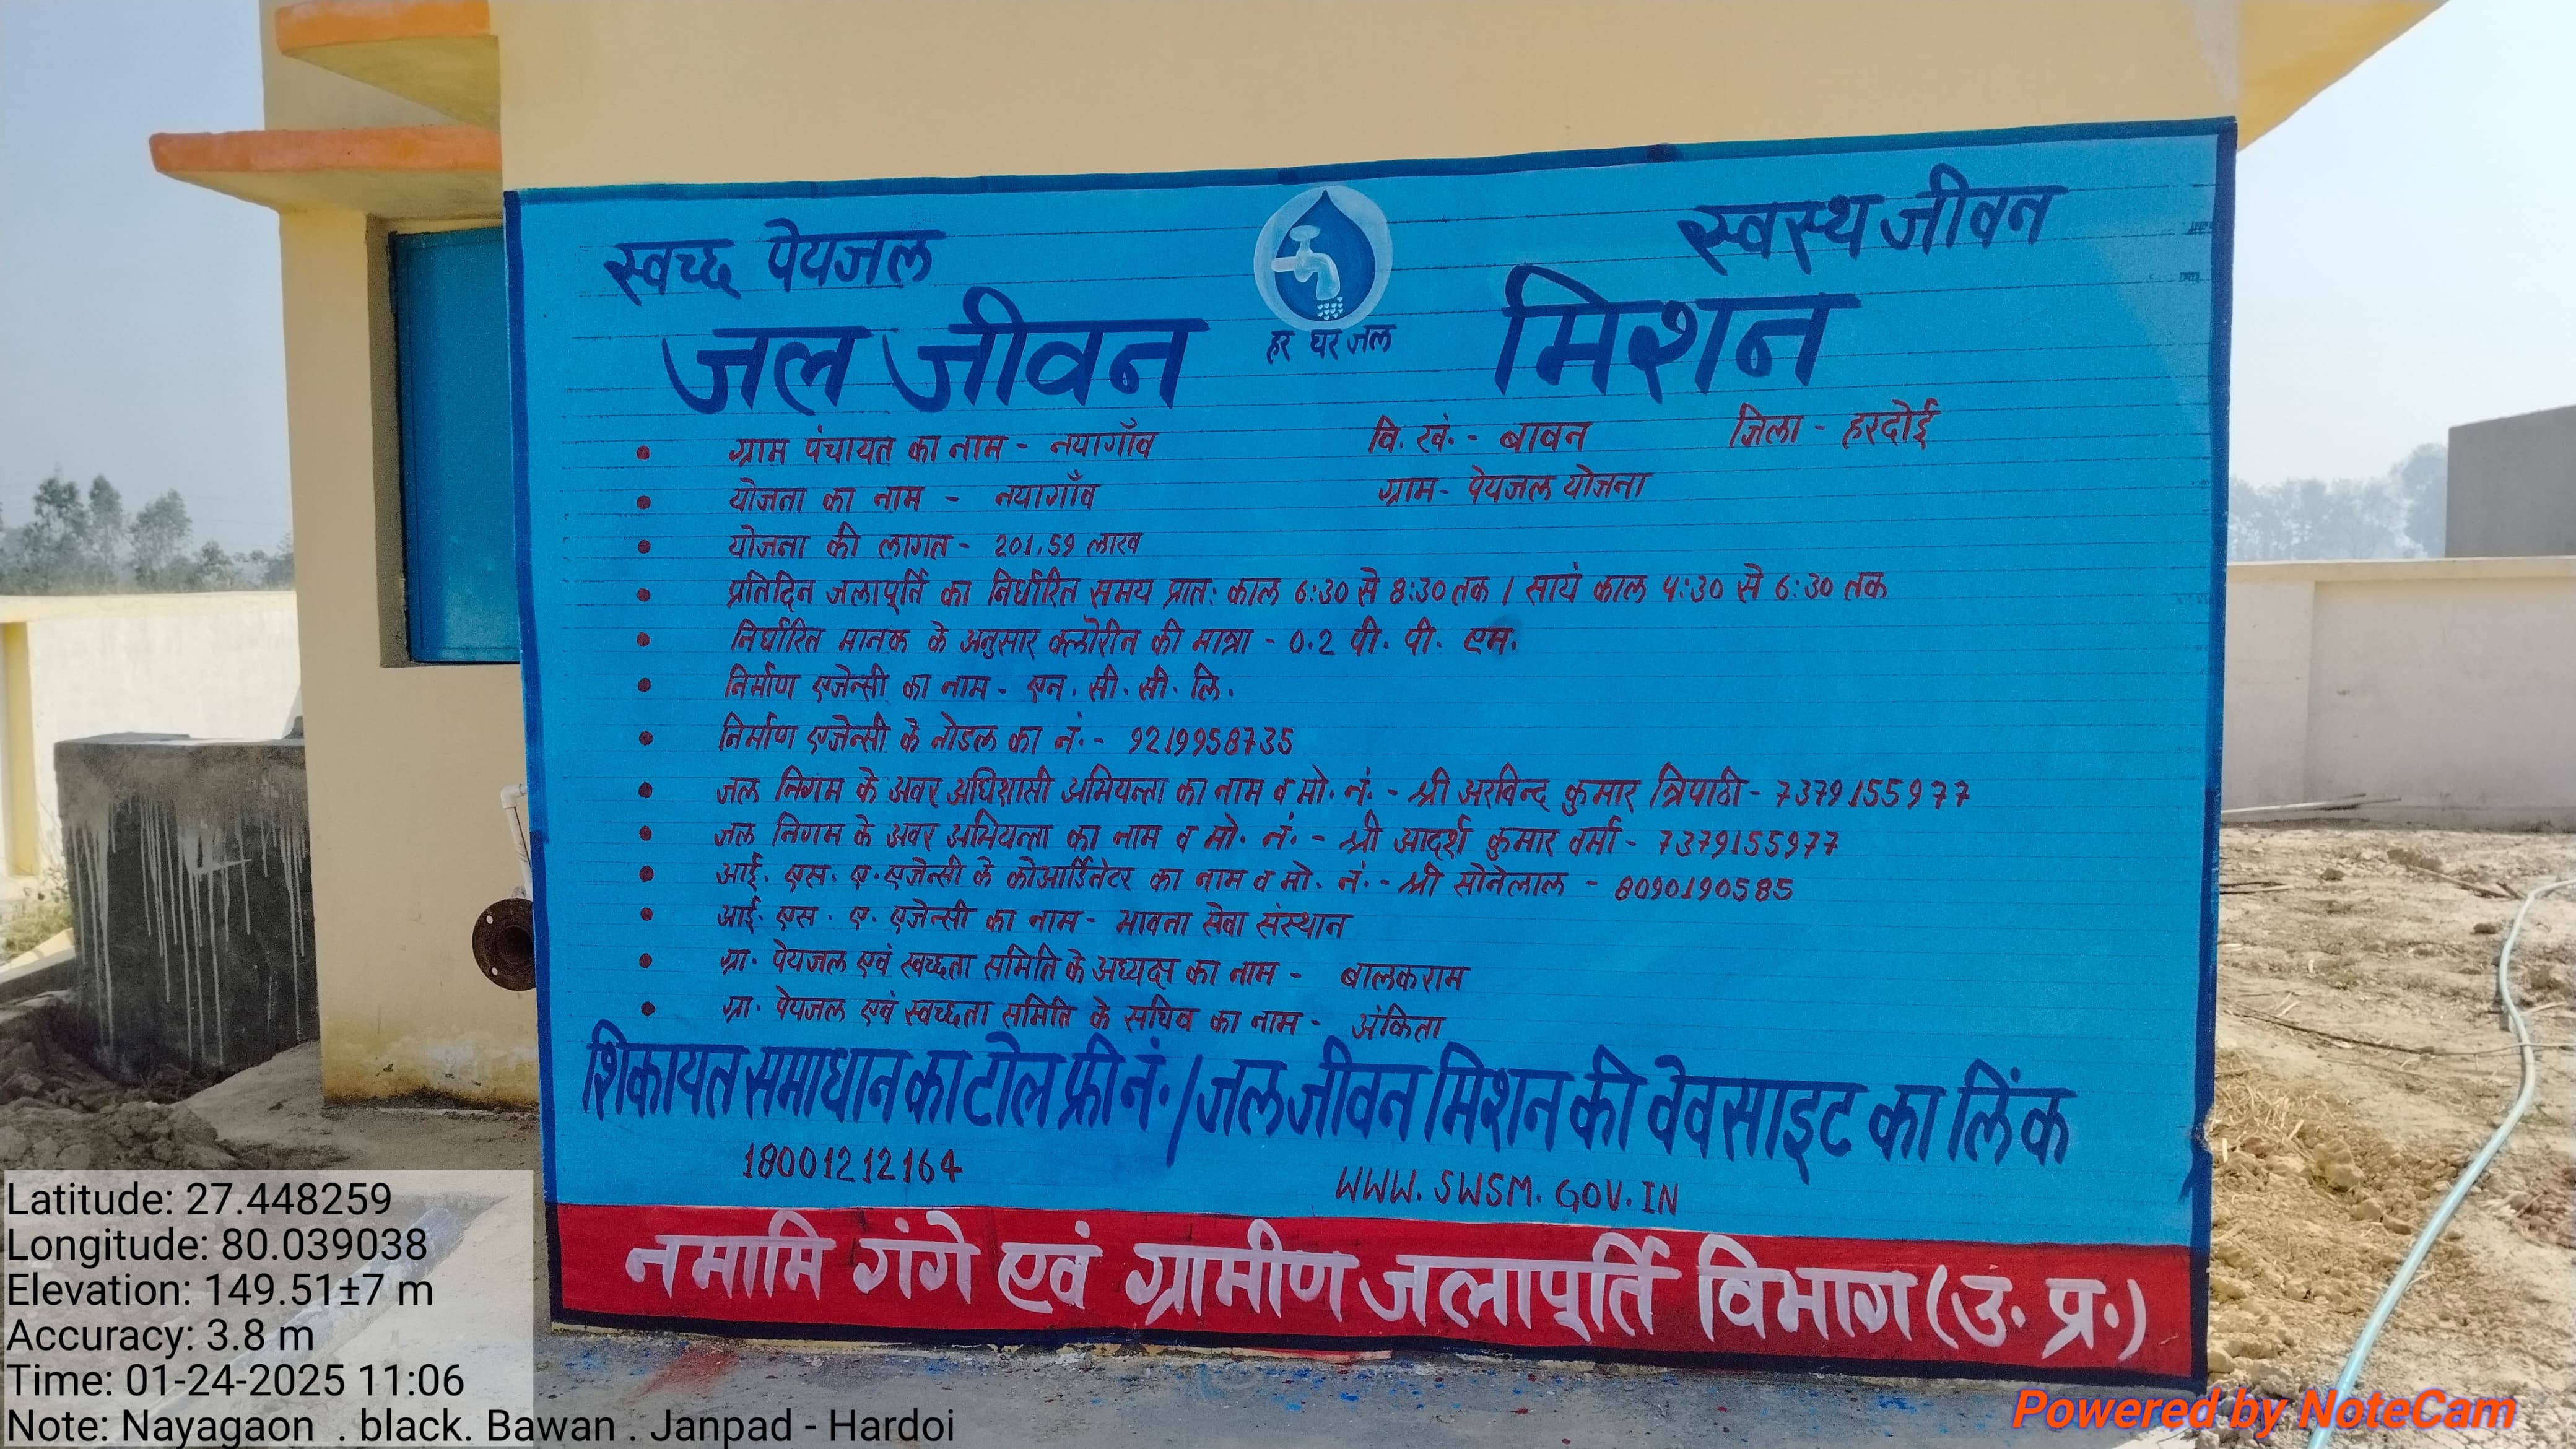 स्वच्छ पेयजल
स्वस्थ जीवन
हर घर जल
जल जीवन मिशन
• ग्राम पंचायत का नाम - नयागाँव वि. खं. - बावन जिला - हरदोई
• योजना का नाम - नयागाँव ग्राम - पेयजल योजना
• योजना की लागत - 201.59 लाख
• प्रतिदिन जलापूर्ति का निर्धारित समय प्रात: काल 6:30 से 8:30 तक / सायं काल 4:30 से 6:30 तक
• निर्धारित मानक के अनुसार क्लोरीन की मात्रा - 0.2 पी. पी. एम.
• निर्माण एजेन्सी का नाम - एन. सी. सी. लि.
• निर्माण एजेन्सी के नोडल का नं. - 9219958735
• जल निगम के अवर अधिशासी अभियन्ता का नाम व मो. नं. - श्री अरविन्द कुमार त्रिपाठी - 7379155977
• जल निगम के अवर अभियन्ता का नाम व मो. नं. - श्री आदर्श कुमार वर्मा - 7379155977
• आई. एस. ए. एजेन्सी के कोआर्डिनेटर का नाम व मो. नं. - श्री सोनेलाल - 8090190585
• आई. एस. ए. एजेन्सी का नाम - भावना सेवा संस्थान
• ग्रा. पेयजल एवं स्वच्छता समिति के अध्यक्ष का नाम - बालकराम
• ग्रा. पेयजल एवं स्वच्छता समिति के सचिव का नाम - अंकिता
शिकायत समाधान का टोल फ्री नं. / जल जीवन मिशन की वेवसाइट का लिंक
18001212164 WWW. SWSM. GOV. IN
नमामि गंगे एवं ग्रामीण जलापूर्ति विभाग (उ. प्र.)
Latitude: 27.448259
Longitude: 80.039038
Elevation: 149.51±7 m
Accuracy: 3.8 m
Time: 01-24-2025 11:06
Note: Nayagaon . black. Bawan . Janpad - Hardoi
Powered by NoteCam